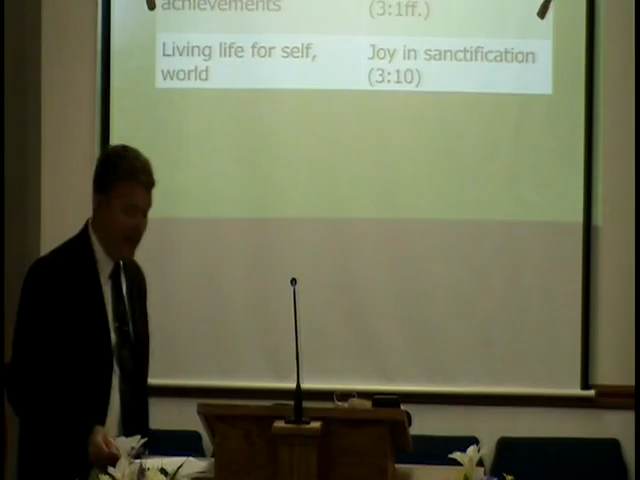 achievements
(3:1ff.)
Living life for self,
world
Joy in sanctification
(3:10)